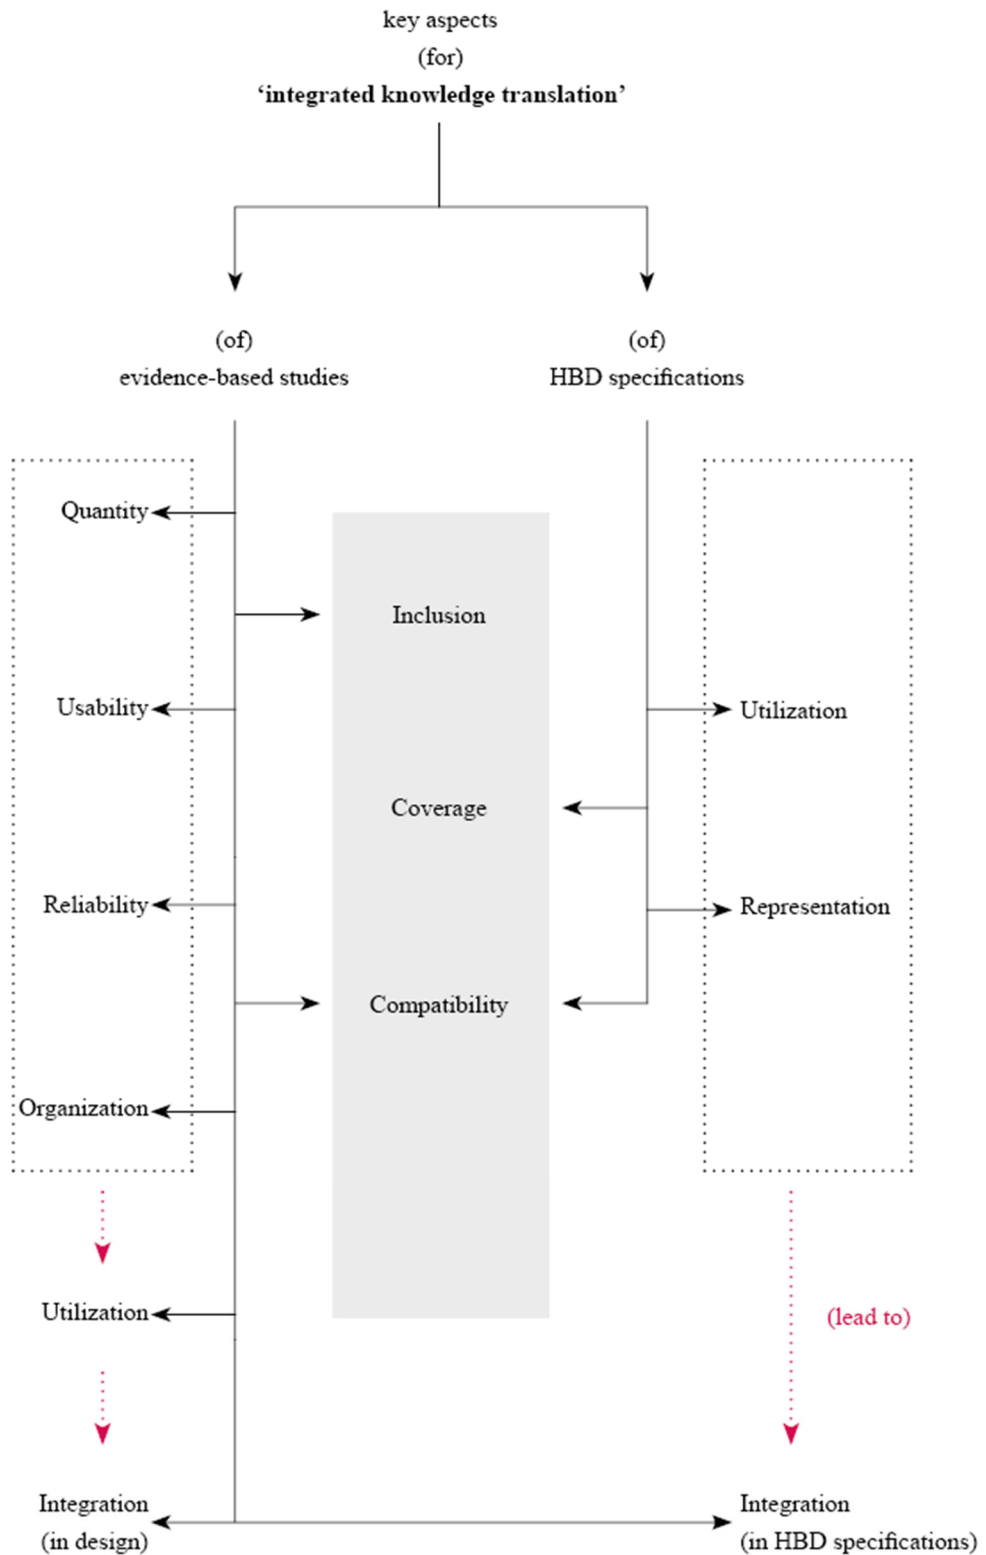 key aspects
(for)
‘integrated knowledge translation’
(of)
evidence-based studies
(of)
HBD specifications
Quantity
Inclusion
Usability
Utilization
Coverage
Reliability
Representation
Compatibility
Organization
Utilization
(lead to)
Integration
(in design)
Integration
(in HBD specifications)